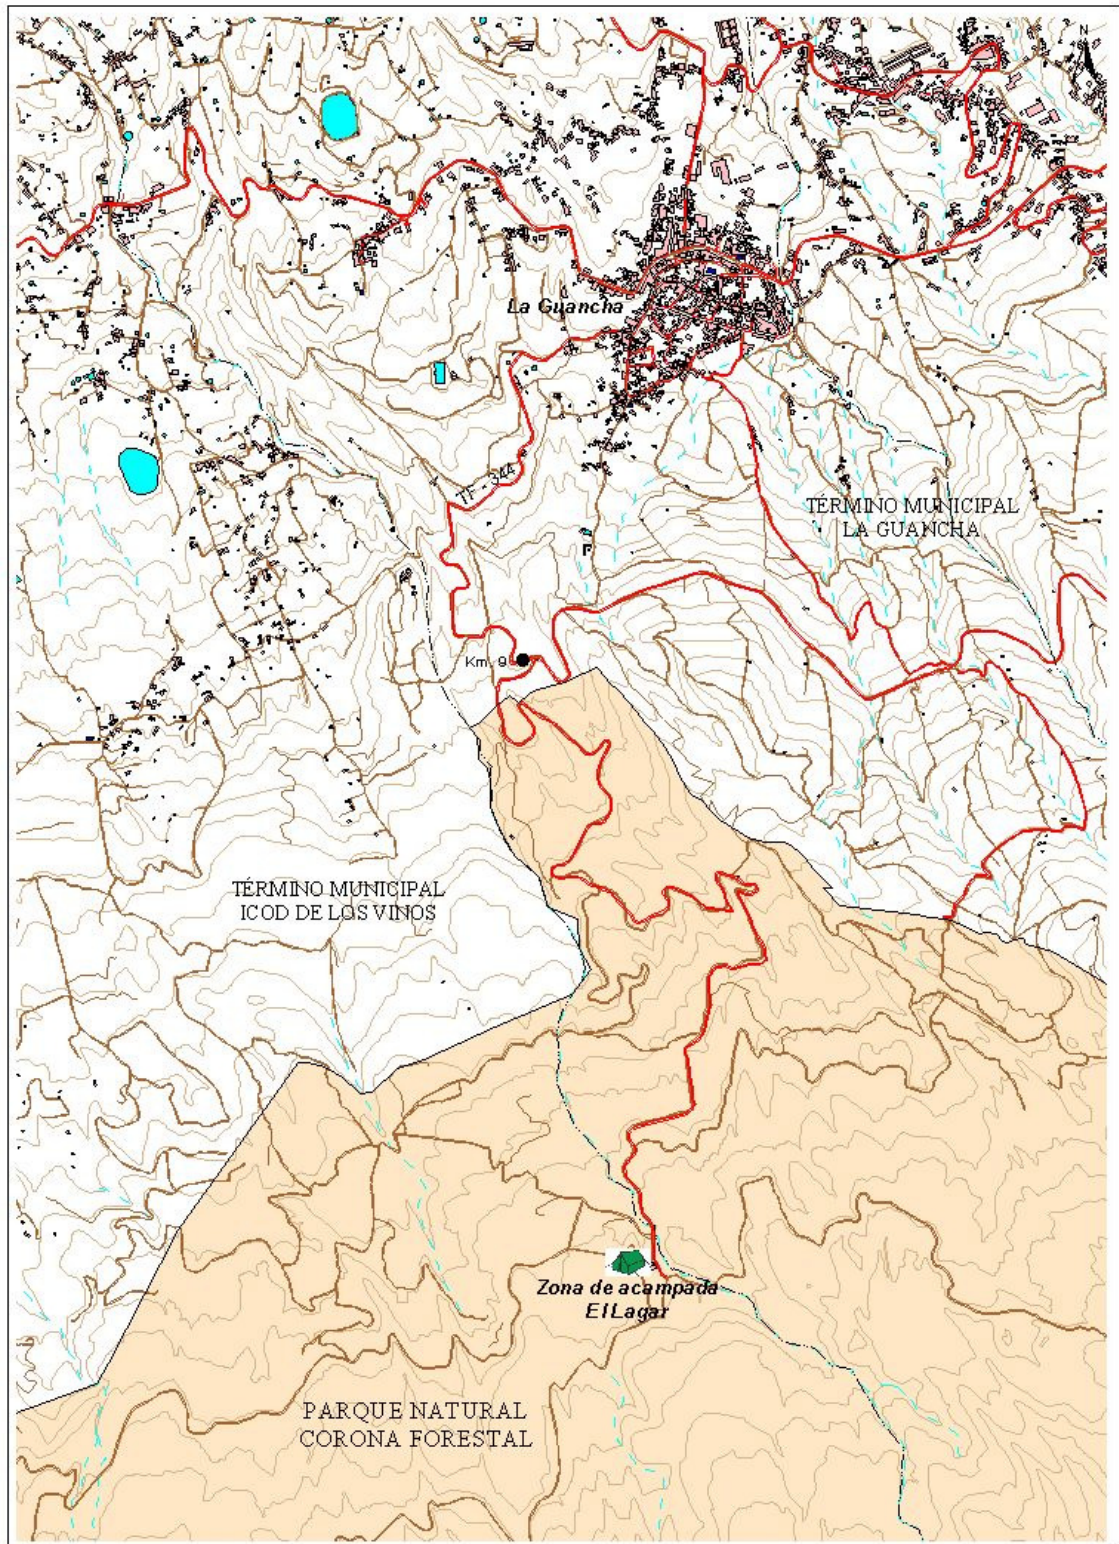 N
La Guancha
TF - 344
TÉRMINO MUNICIPAL
LA GUANCHA
Km. 9
TÉRMINO MUNICIPAL
ICOD DE LOS VINOS
Zona de acampada
El Lagar
PARQUE NATURAL
CORONA FORESTAL